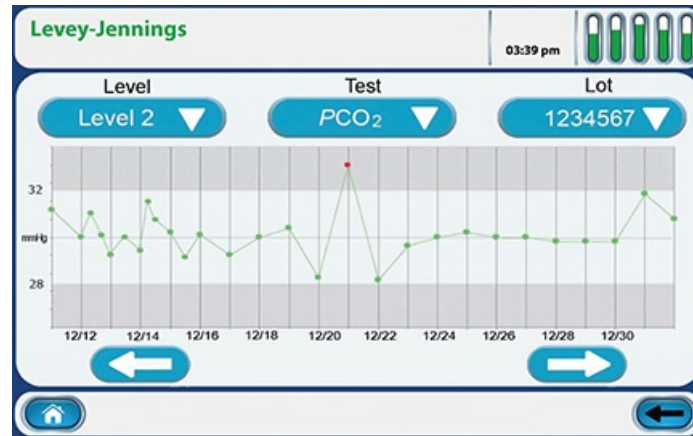 Levey-Jennings
03:39 pm
Level
Test
Lot
Level 2
PCO2
1234567
32
mmHg
28
12/12
12/14
12/16
12/18
12/20
12/22
12/24
12/26
12/28
12/30